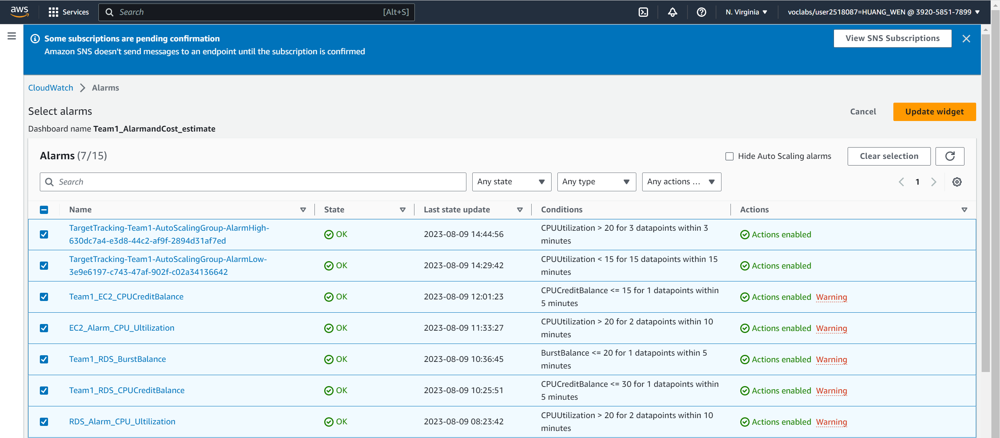 aws
Services
Search
[Alt+S]
N. Virginia
voclabs/user2518087=HUANG_WEN @ 3920-5851-7899
Some subscriptions are pending confirmation
Amazon SNS doesn't send messages to an endpoint until the subscription is confirmed
View SNS Subscriptions
CloudWatch
Alarms
Select alarms
Cancel
Update widget
Dashboard name Team1_AlarmandCost_estimate
Alarms (7/15)
Hide Auto Scaling alarms
Clear selection
Search
Any state
Any type
Any actions ...
1
Name
State
Last state update
Conditions
Actions
TargetTracking-Team1-AutoScalingGroup-AlarmHigh-
630dc7a4-e3d8-44c2-af9f-2894d31af7ed
OK
2023-08-09 14:44:56
CPUUtilization > 20 for 3 datapoints within 3
minutes
Actions enabled
TargetTracking-Team1-AutoScalingGroup-AlarmLow-
3e9e6197-c743-47af-902f-c02a34136642
OK
2023-08-09 14:29:42
CPUUtilization < 15 for 15 datapoints within 15
minutes
Actions enabled
Team1_EC2_CPUCreditBalance
OK
2023-08-09 12:01:23
CPUCreditBalance <= 15 for 1 datapoints within
5 minutes
Actions enabled Warning
EC2_Alarm_CPU_Ultilization
OK
2023-08-09 11:33:27
CPUUtilization > 20 for 2 datapoints within 10
minutes
Actions enabled Warning
Team1_RDS_BurstBalance
OK
2023-08-09 10:36:45
BurstBalance <= 20 for 1 datapoints within 5
minutes
Actions enabled Warning
Team1_RDS_CPUCreditBalance
OK
2023-08-09 10:25:51
CPUCreditBalance <= 30 for 1 datapoints within
5 minutes
Actions enabled Warning
RDS_Alarm_CPU_Ultilization
OK
2023-08-09 08:23:42
CPUUtilization > 20 for 2 datapoints within 10
minutes
Actions enabled Warning